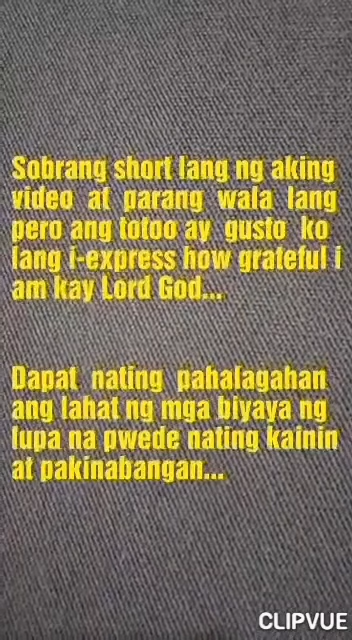 Sobrang short lang ng aking
video at parang wala lang
pero ang totoo ay gusto ko
lang i-express how grateful i
am kay Lord God...
Dapat nating pahalagahan
ang lahat ng mga biyaya ng
lupa na pwede nating kainin
at pakinabangan...
CLIPVUE